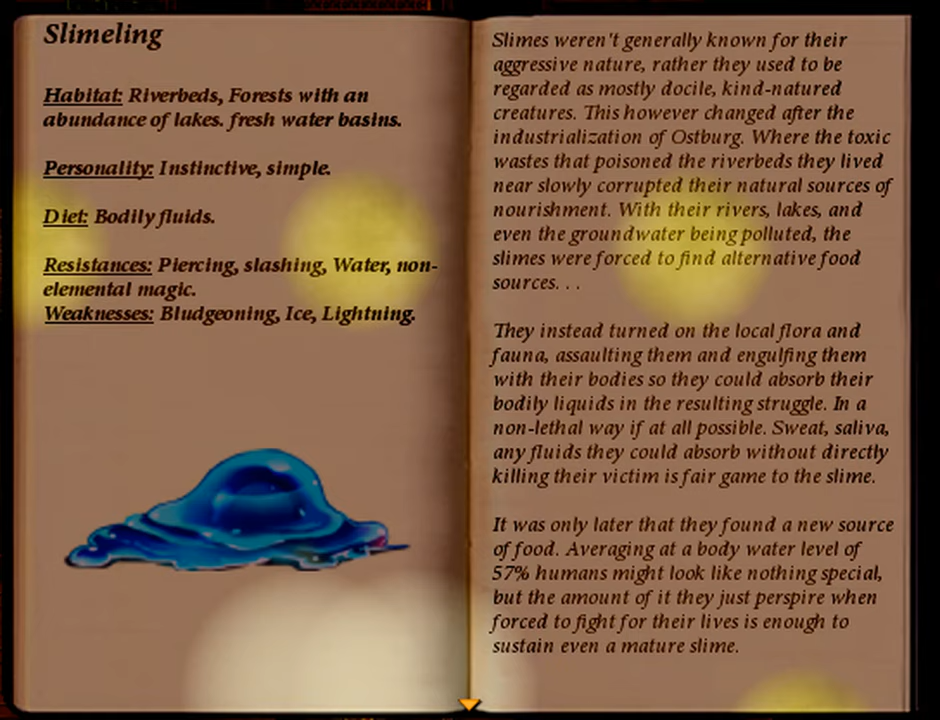 Slimeling
Habitat: Riverbeds, Forests with an
abundance of lakes. fresh water basins.
Personality: Instinctive, simple.
Diet: Bodily fluids.
Resistances: Piercing, slashing, Water, non-
elemental magic.
Weaknesses: Bludgeoning, Ice, Lightning.
Slimes weren't generally known for their
aggressive nature, rather they used to be
regarded as mostly docile, kind-natured
creatures. This however changed after the
industrialization of Ostburg. Where the toxic
wastes that poisoned the riverbeds they lived
near slowly corrupted their natural sources of
nourishment. With their rivers, lakes, and
even the groundwater being polluted, the
slimes were forced to find alternative food
sources. . .
They instead turned on the local flora and
fauna, assaulting them and engulfing them
with their bodies so they could absorb their
bodily liquids in the resulting struggle. In a
non-lethal way if at all possible. Sweat, saliva,
any fluids they could absorb without directly
killing their victim is fair game to the slime.
It was only later that they found a new source
of food. Averaging at a body water level of
57% humans might look like nothing special,
but the amount of it they just perspire when
forced to fight for their lives is enough to
sustain even a mature slime.